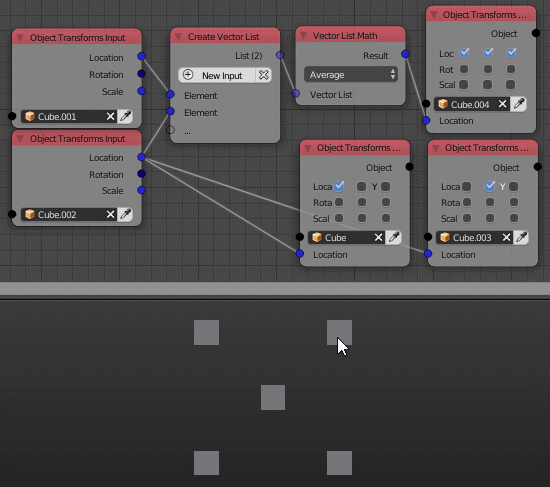 Object Transforms Input
Location
Rotation
Scale
Cube.001
Object Transforms Input
Location
Rotation
Scale
Cube.002
Create Vector List
List (2)
New Input
Element
Element
...
Vector List Math
Result
Average
Vector List
Object Transforms ...
Object
Loc
Rot
Scal
Cube.004
Location
Object Transforms ...
Object
Loca Y
Rota
Scal
Cube
Location
Object Transforms ...
Object
Loca Y
Rota
Scal
Cube.003
Location